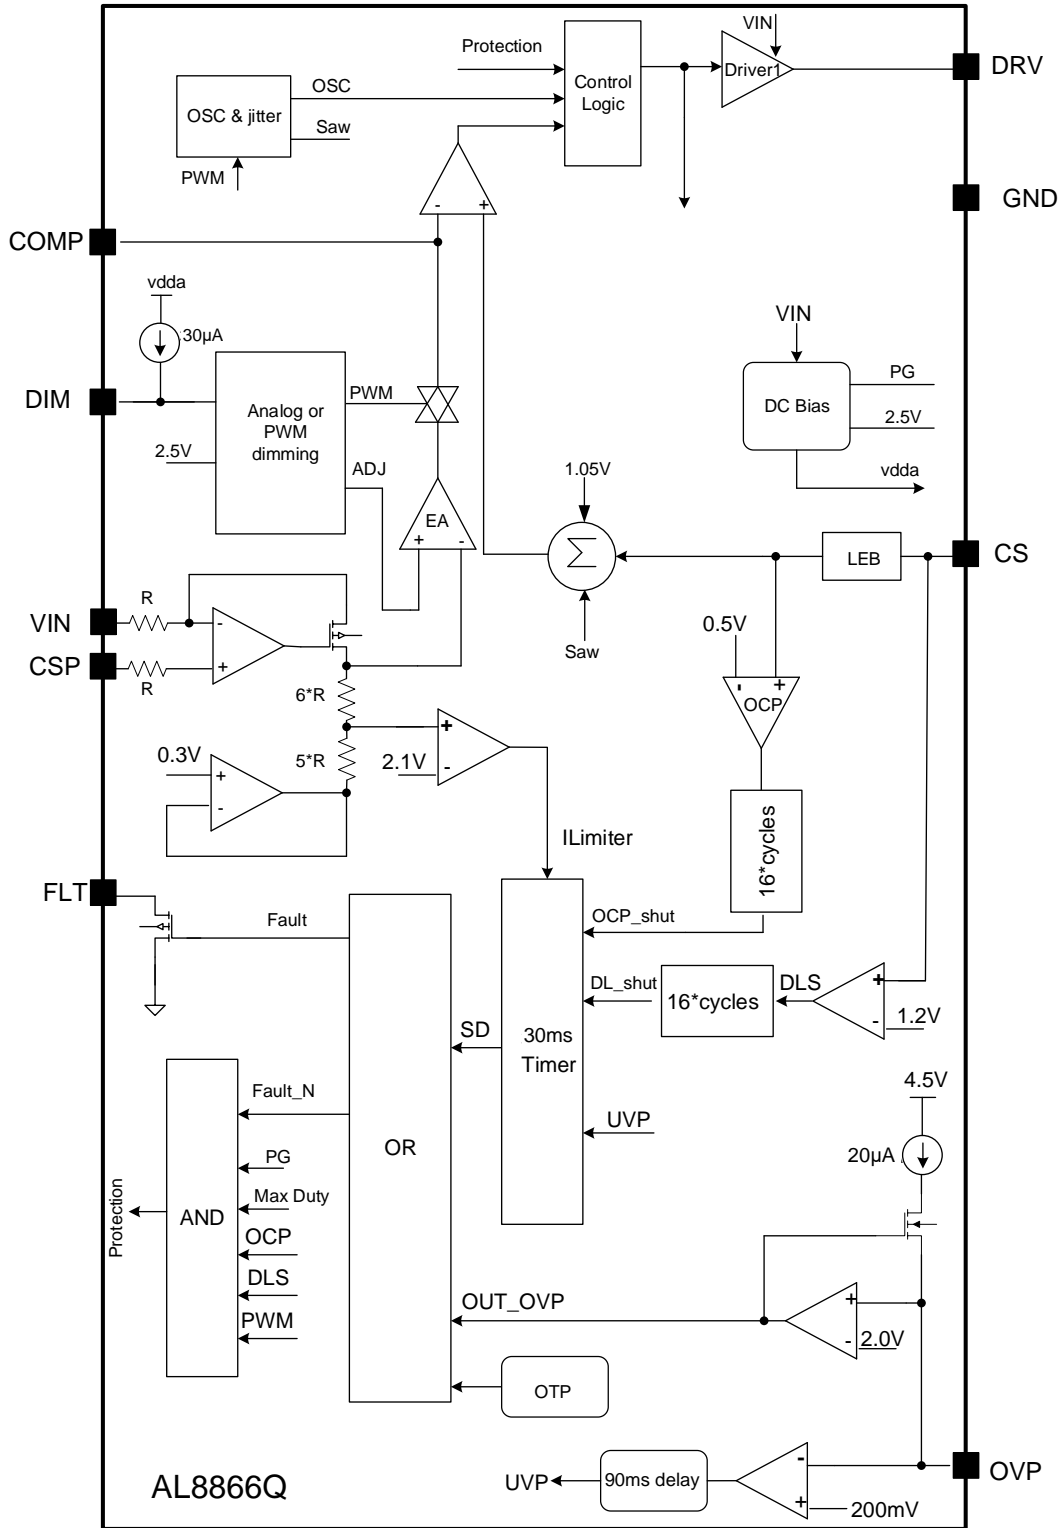 VIN
Protection
Control
Logic
Driver1
DRV
OSC
OSC & jitter
Saw
PWM
GND
-
+
COMP
vdda
30µA
VIN
DIM
PWM
Analog or
PWM
dimming
PG
DC Bias
2.5V
2.5V
ADJ
1.05V
vdda
EA
+
-
Σ
LEB
CS
R
VIN
-
CSP
+
R
0.5V
Saw
-
+
OCP
6*R
+
0.3V
5*R
2.1V
-
+
-
ILimiter
16*cycles
FLT
Fault
OCP_shut
DL_shut
16*cycles
DLS
+
-
1.2V
SD
30ms
Timer
4.5V
Fault_N
UVP
OR
20µA
PG
Max Duty
AND
Protection
OCP
DLS
OUT_OVP
+
PWM
-
2.0V
OTP
-
OVP
AL8866Q
UVP
90ms delay
+
200mV